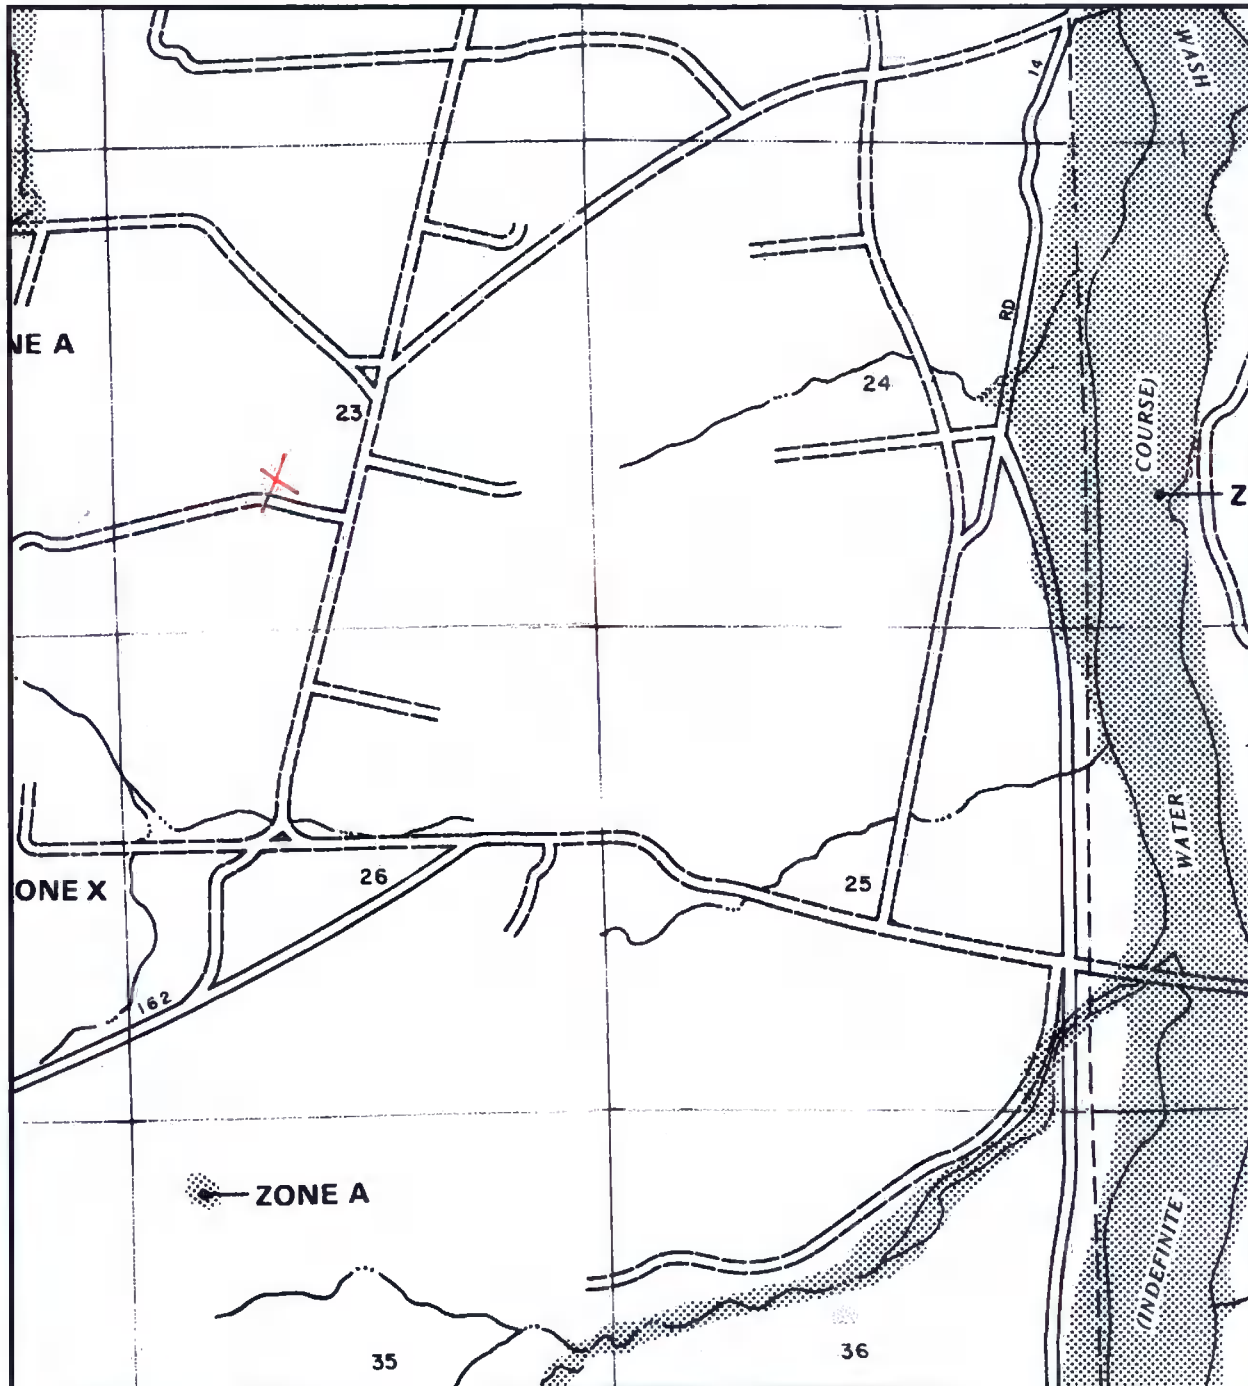 WASH
14
RD
NE A
24
23
COURSE)
Z
WATER
ONE X
26
25
162
ZONE A
(INDEFINITE
35
36